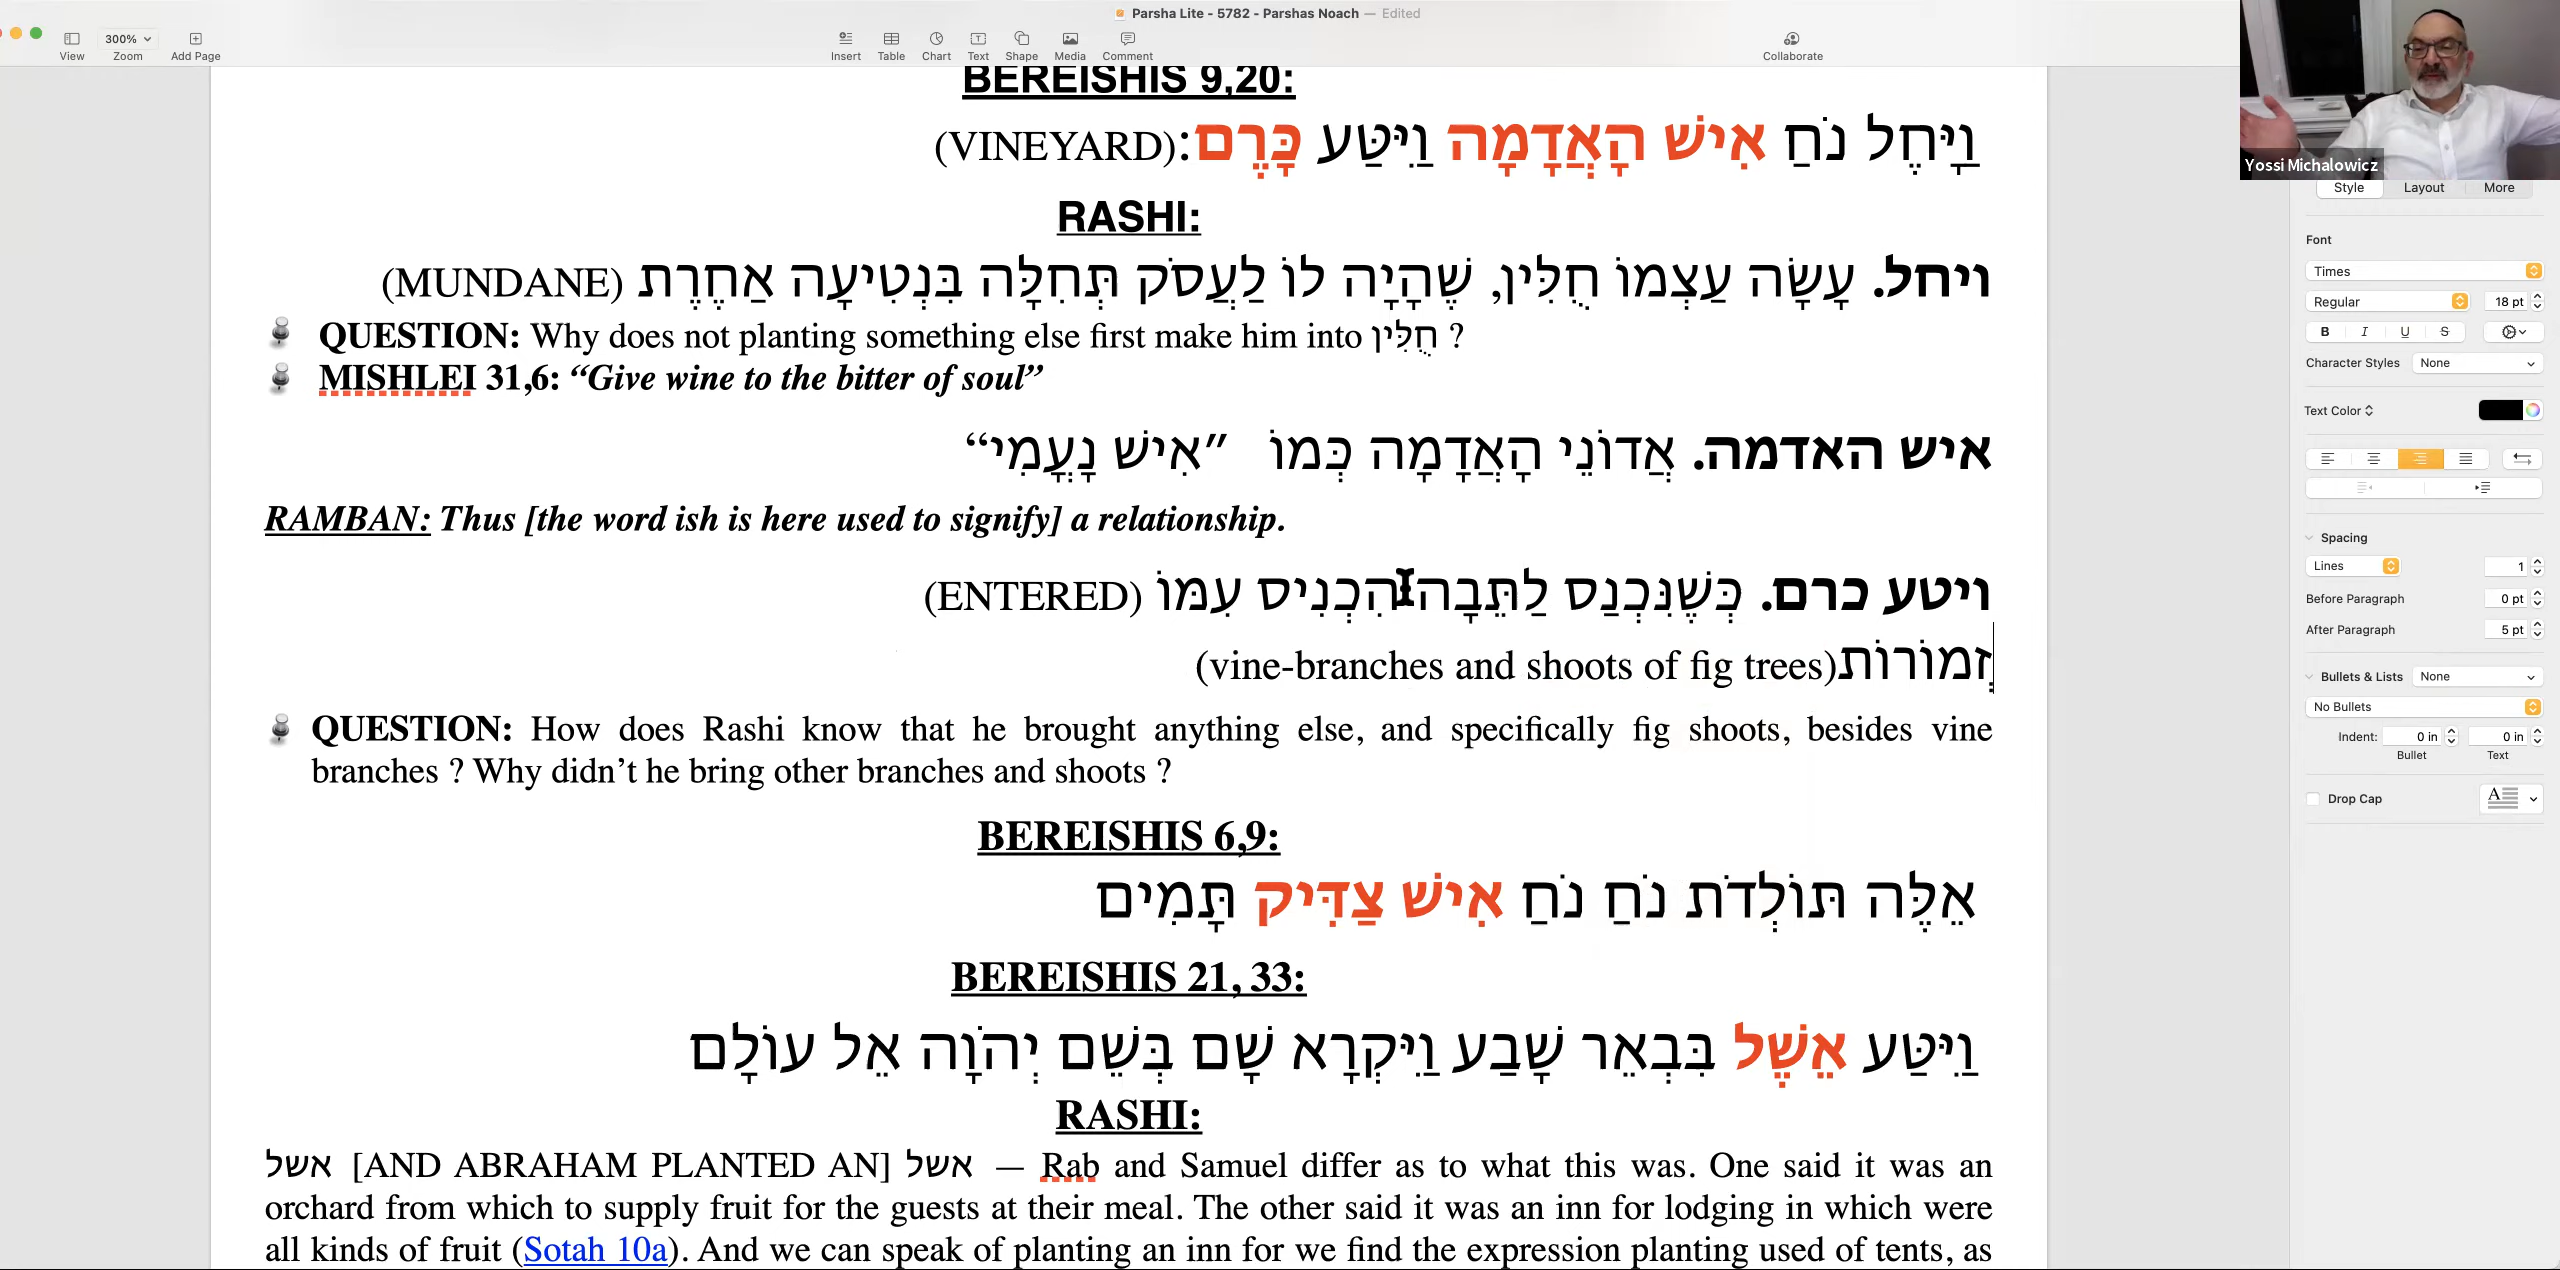 Parsha Lite - 5782 - Parshas Noach — Edited
300%
View Zoom Add Page Insert Table Chart Text Shape Media Comment Collaborate
Yossi Michalowicz
BEREISHIS 9,20:
וַיָּחֶל נֹחַ אִישׁ הָאֲדָמָה וַיִּטַּע כָּרֶם:(VINEYARD)
RASHI:
ויחל. עָשָׂה עַצְמוֹ חֻלִּין, שֶׁהָיָה לוֹ לַעֲסֹק תְּחִלָּה בִּנְטִיעָה אַחֶרֶת (MUNDANE)
QUESTION: Why does not planting something else first make him into חֻלִּין ?
MISHLEI 31,6: “Give wine to the bitter of soul”
איש האדמה. אֲדוֹנֵי הָאֲדָמָה כְּמוֹ ”אִישׁ נָעֳמִי“
RAMBAN: Thus [the word ish is here used to signify] a relationship.
ויטע כרם. כְּשֶׁנִּכְנַס לַתֵּבָה הִכְנִיס עִמּוֹ (ENTERED)
זְמוֹרוֹת(vine-branches and shoots of fig trees)
QUESTION: How does Rashi know that he brought anything else, and specifically fig shoots, besides vine
branches ? Why didn’t he bring other branches and shoots ?
BEREISHIS 6,9:
אֵלֶּה תּוֹלְדֹת נֹחַ נֹחַ אִישׁ צַדִּיק תָּמִים
BEREISHIS 21, 33:
וַיִּטַּע אֵשֶׁל בִּבְאֵר שָׁבַע וַיִּקְרָא שָׁם בְּשֵׁם יְהֹוָה אֵל עוֹלָם
RASHI:
אשל [AND ABRAHAM PLANTED AN] אשל — Rab and Samuel differ as to what this was. One said it was an
orchard from which to supply fruit for the guests at their meal. The other said it was an inn for lodging in which were
all kinds of fruit (Sotah 10a). And we can speak of planting an inn for we find the expression planting used of tents, as
Style Layout More
Font
Times
Regular 18 pt
B I U S
Character Styles None
Text Color
Spacing
Lines 1
Before Paragraph 0 pt
After Paragraph 5 pt
Bullets & Lists None
No Bullets
Indent: 0 in 0 in
Bullet Text
Drop Cap A